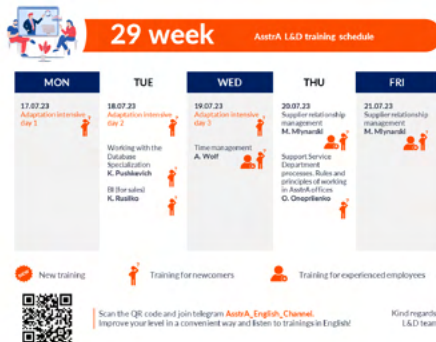 29 week
AsstrA L&D training schedule
MON
TUE
WED
THU
FRI
17.07.23
Adaptation intensive
day 1
18.07.23
Adaptation intensive
day 2
Working with the
Database
Specialization
K. Pushkevich
BI (for sales)
K. Rusilko
19.07.23
Adaptation intensive
day 3
Time management
A. Wolf
20.07.23
Supplier relationship
management
M. Mlynarski
Support Service
Department
processes. Rules and
principles of working
in AsstrA offices
O. Onoprienko
21.07.23
Supplier relationship
management
M. Mlynarski
New training
Training for newcomers
Training for experienced employees
Scan the QR code and join telegram AsstrA_English_Channel.
Improve your level in a convenient way and listen to trainings in English!
Kind regards
L&D team